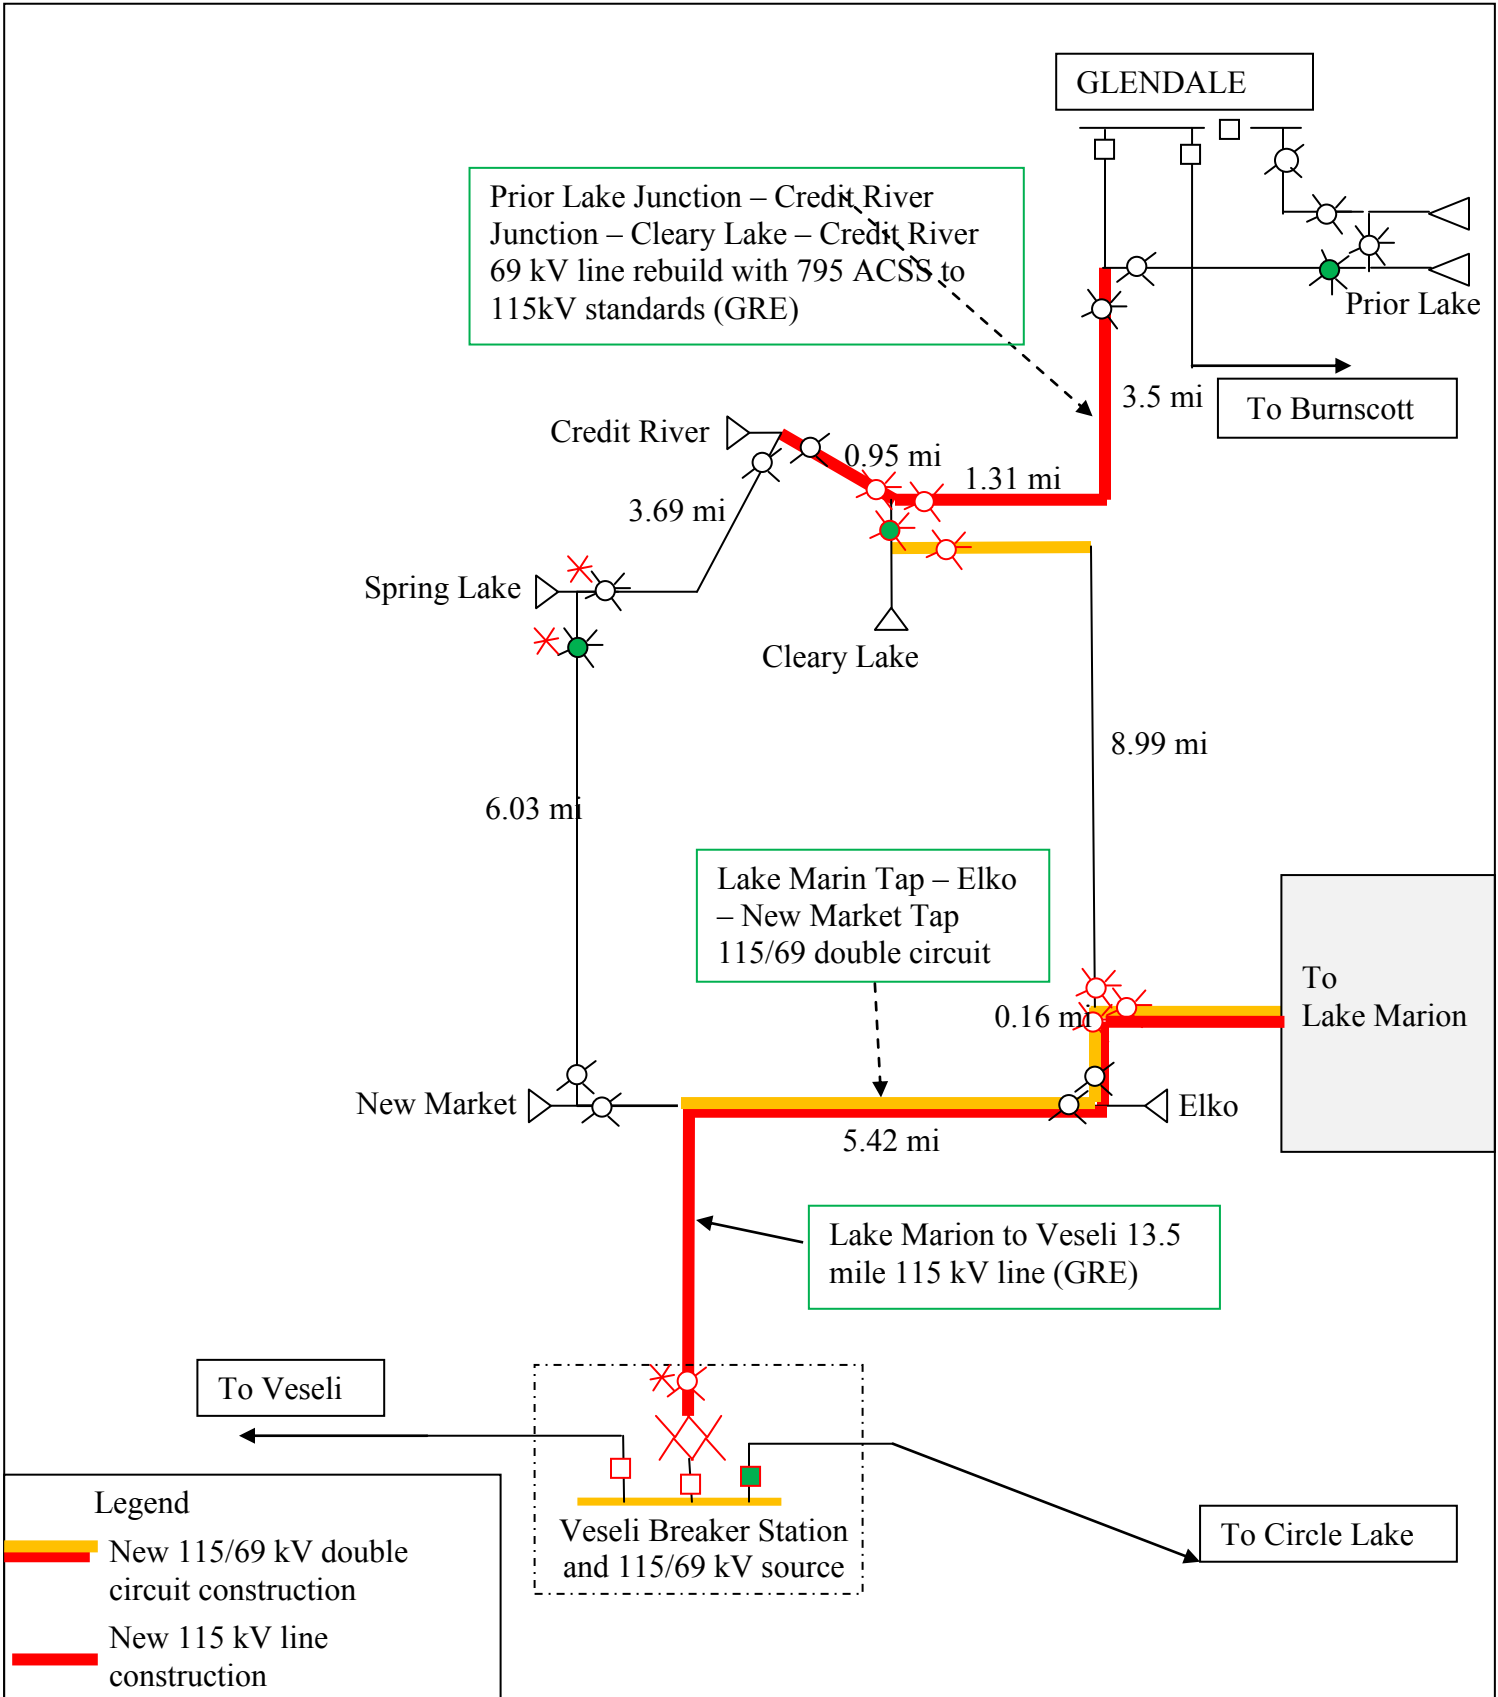 GLENDALE
Prior Lake Junction – Credit River
Junction – Cleary Lake – Credit River
69 kV line rebuild with 795 ACSS to
115kV standards (GRE)
Prior Lake
3.5 mi
To Burnscott
Credit River
0.95 mi
1.31 mi
3.69 mi
Spring Lake
Cleary Lake
8.99 mi
6.03 mi
Lake Marin Tap – Elko
– New Market Tap
115/69 double circuit
To
Lake Marion
0.16 mi
New Market
Elko
5.42 mi
Lake Marion to Veseli 13.5
mile 115 kV line (GRE)
To Veseli
Veseli Breaker Station
and 115/69 kV source
To Circle Lake
Legend
New 115/69 kV double
circuit construction
New 115 kV line
construction